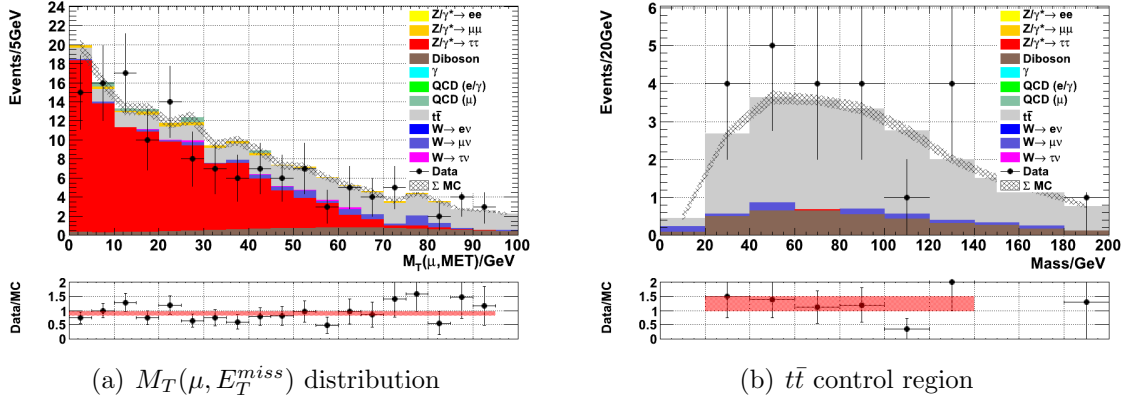 Events/5GeV
24
22
20
18
16
14
12
10
8
6
4
2
0
Z/γ*→ ee
Z/γ*→ μμ
Z/γ*→ ττ
Diboson
γ
QCD (e/γ)
QCD (μ)
tt̄
W→ eν
W→ μν
W→ τν
Data
Σ MC
0 10 20 30 40 50 60 70 80 90 100
M_T(μ,MET)/GeV
Data/MC
2
1.5
1
0.5
0
(a) M_T(μ, E_T^{miss}) distribution
Events/20GeV
6
5
4
3
2
1
0
Z/γ*→ ee
Z/γ*→ μμ
Z/γ*→ ττ
Diboson
γ
QCD (e/γ)
QCD (μ)
tt̄
W→ eν
W→ μν
W→ τν
Data
Σ MC
0 20 40 60 80 100 120 140 160 180 200
Mass/GeV
Data/MC
2
1.5
1
0.5
0
(b) tt̄ control region